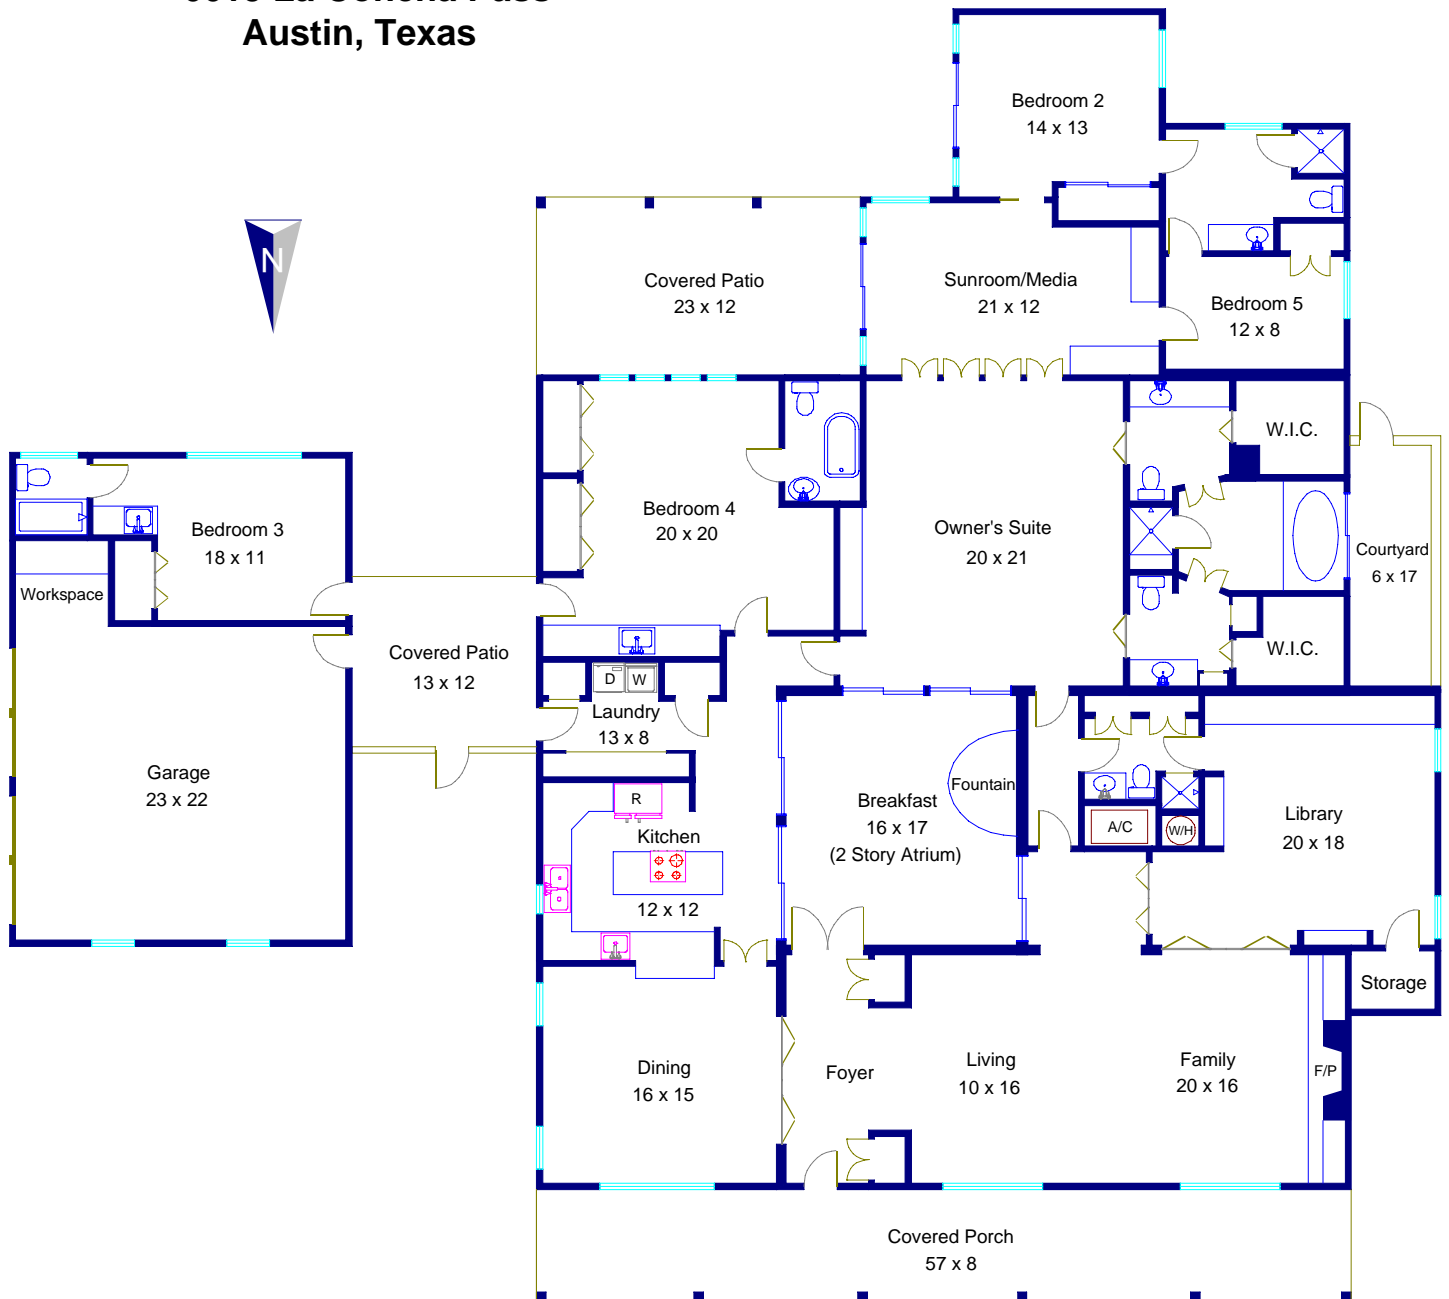 Austin, Texas
N
Bedroom 2
14 x 13
Covered Patio
23 x 12
Sunroom/Media
21 x 12
Bedroom 5
12 x 8
W.I.C.
Bedroom 3
18 x 11
Bedroom 4
20 x 20
Owner's Suite
20 x 21
Courtyard
6 x 17
Workspace
Covered Patio
13 x 12
W.I.C.
D
W
Laundry
13 x 8
Garage
23 x 22
R
Kitchen
12 x 12
Breakfast
16 x 17
(2 Story Atrium)
Fountain
A/C
W/H
Library
20 x 18
Storage
Dining
16 x 15
Foyer
Living
10 x 16
Family
20 x 16
F/P
Covered Porch
57 x 8